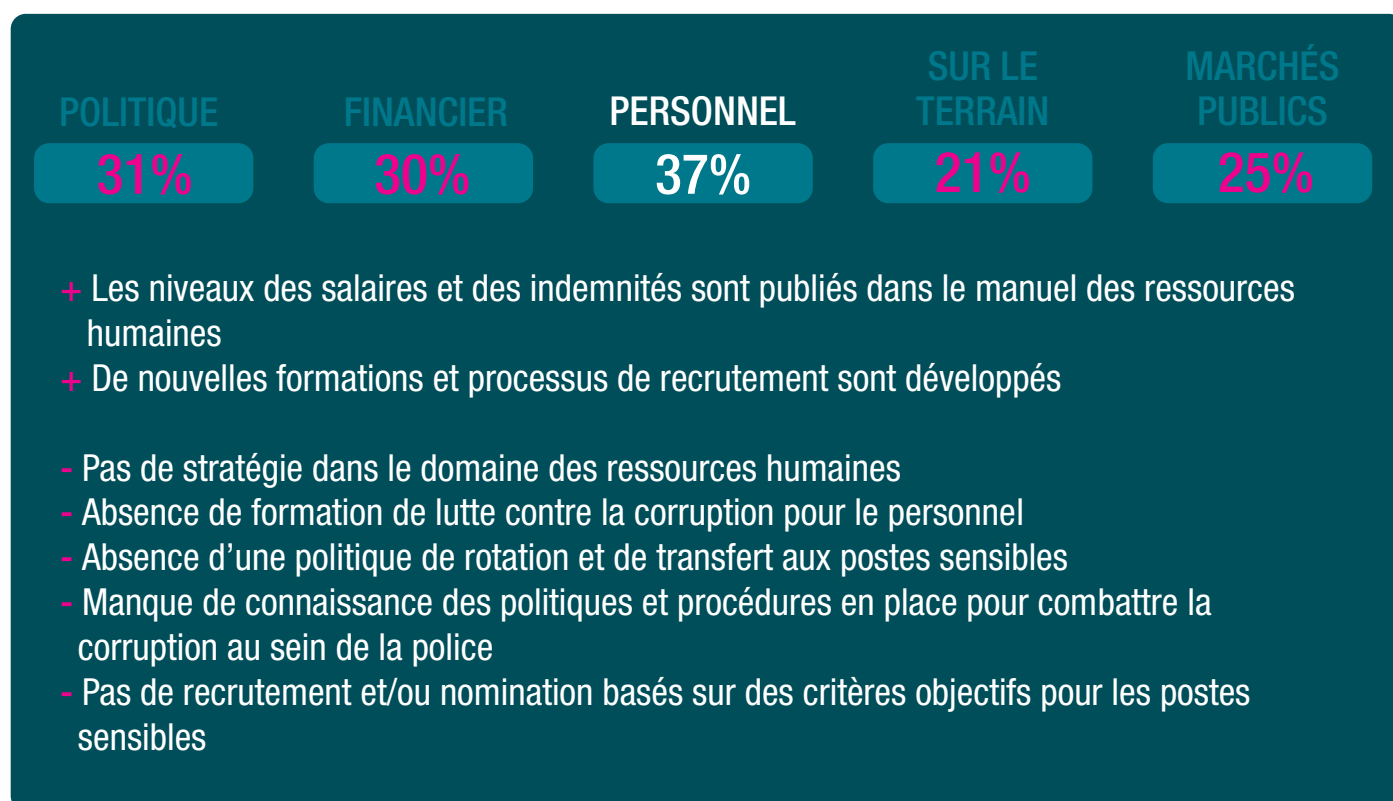 POLITIQUE
31%
FINANCIER
30%
PERSONNEL
37%
SUR LE
TERRAIN
21%
MARCHÉS
PUBLICS
25%
+ Les niveaux des salaires et des indemnités sont publiés dans le manuel des ressources
humaines
+ De nouvelles formations et processus de recrutement sont développés
- Pas de stratégie dans le domaine des ressources humaines
- Absence de formation de lutte contre la corruption pour le personnel
- Absence d’une politique de rotation et de transfert aux postes sensibles
- Manque de connaissance des politiques et procédures en place pour combattre la
corruption au sein de la police
- Pas de recrutement et/ou nomination basés sur des critères objectifs pour les postes
sensibles